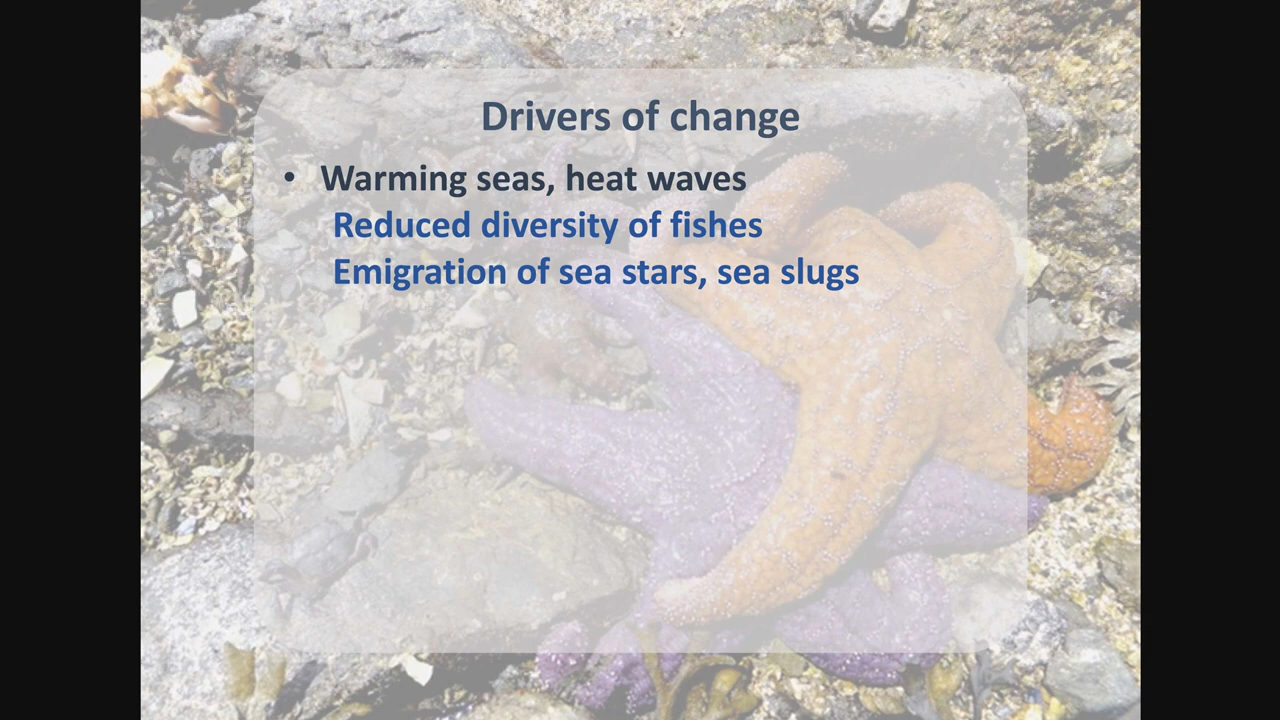 Drivers of change
• Warming seas, heat waves
Reduced diversity of fishes
Emigration of sea stars, sea slugs